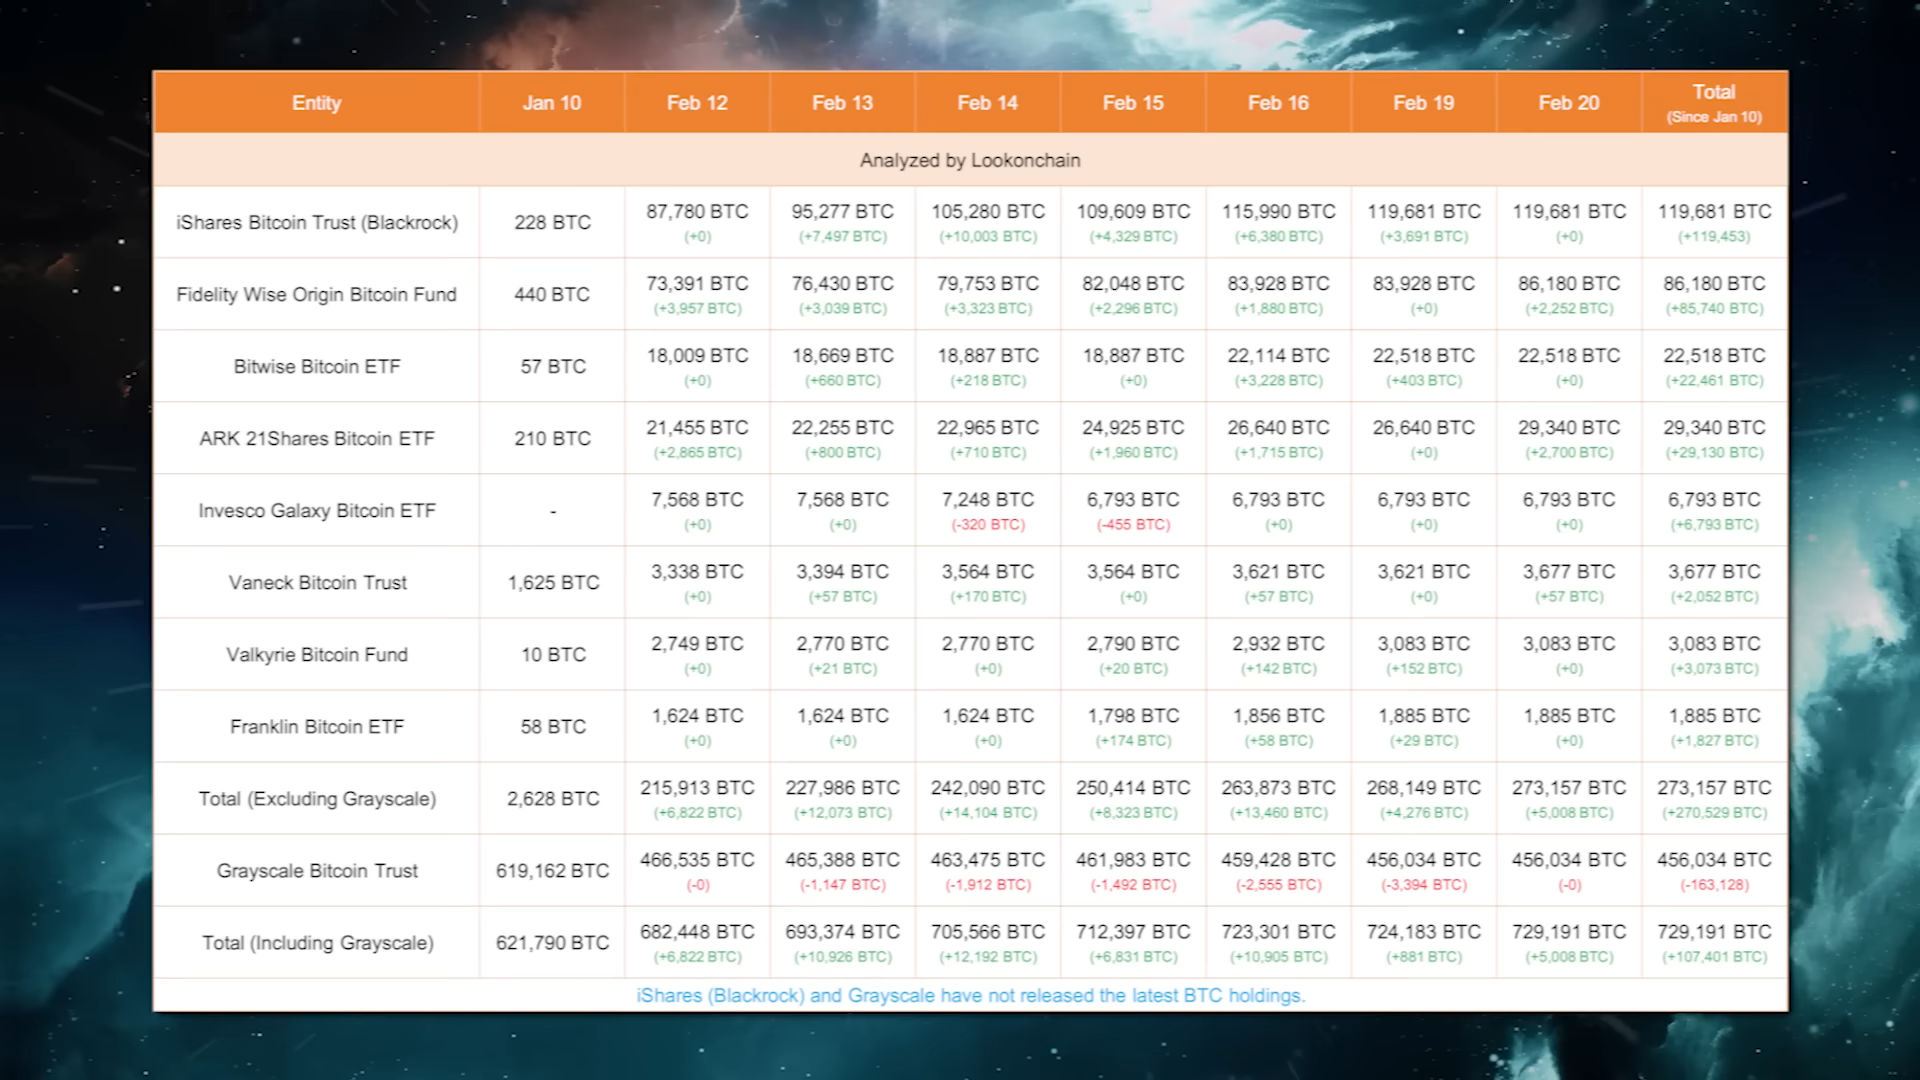 Entity Jan 10 Feb 12 Feb 13 Feb 14 Feb 15 Feb 16 Feb 19 Feb 20 Total
(Since Jan 10)
Analyzed by Lookonchain
iShares Bitcoin Trust (Blackrock) 228 BTC 87,780 BTC 95,277 BTC 105,280 BTC 109,609 BTC 115,990 BTC 119,681 BTC 119,681 BTC 119,681 BTC
(+0) (+7,497 BTC) (+10,003 BTC) (+4,329 BTC) (+6,380 BTC) (+3,691 BTC) (+0) (+119,453)
Fidelity Wise Origin Bitcoin Fund 440 BTC 73,391 BTC 76,430 BTC 79,753 BTC 82,048 BTC 83,928 BTC 83,928 BTC 86,180 BTC 86,180 BTC
(+3,957 BTC) (+3,039 BTC) (+3,323 BTC) (+2,296 BTC) (+1,880 BTC) (+0) (+2,252 BTC) (+85,740 BTC)
Bitwise Bitcoin ETF 57 BTC 18,009 BTC 18,669 BTC 18,887 BTC 18,887 BTC 22,114 BTC 22,518 BTC 22,518 BTC 22,518 BTC
(+0) (+660 BTC) (+218 BTC) (+0) (+3,228 BTC) (+403 BTC) (+0) (+22,461 BTC)
ARK 21Shares Bitcoin ETF 210 BTC 21,455 BTC 22,255 BTC 22,965 BTC 24,925 BTC 26,640 BTC 26,640 BTC 29,340 BTC 29,340 BTC
(+2,865 BTC) (+800 BTC) (+710 BTC) (+1,960 BTC) (+1,715 BTC) (+0) (+2,700 BTC) (+29,130 BTC)
Invesco Galaxy Bitcoin ETF - 7,568 BTC 7,568 BTC 7,248 BTC 6,793 BTC 6,793 BTC 6,793 BTC 6,793 BTC 6,793 BTC
(+0) (+0) (-320 BTC) (-455 BTC) (+0) (+0) (+0) (+6,793 BTC)
Vaneck Bitcoin Trust 1,625 BTC 3,338 BTC 3,394 BTC 3,564 BTC 3,564 BTC 3,621 BTC 3,621 BTC 3,677 BTC 3,677 BTC
(+0) (+57 BTC) (+170 BTC) (+0) (+57 BTC) (+0) (+57 BTC) (+2,052 BTC)
Valkyrie Bitcoin Fund 10 BTC 2,749 BTC 2,770 BTC 2,770 BTC 2,790 BTC 2,932 BTC 3,083 BTC 3,083 BTC 3,083 BTC
(+0) (+21 BTC) (+0) (+20 BTC) (+142 BTC) (+152 BTC) (+0) (+3,073 BTC)
Franklin Bitcoin ETF 58 BTC 1,624 BTC 1,624 BTC 1,624 BTC 1,798 BTC 1,856 BTC 1,885 BTC 1,885 BTC 1,885 BTC
(+0) (+0) (+0) (+174 BTC) (+58 BTC) (+29 BTC) (+0) (+1,827 BTC)
Total (Excluding Grayscale) 2,628 BTC 215,913 BTC 227,986 BTC 242,090 BTC 250,414 BTC 263,873 BTC 268,149 BTC 273,157 BTC 273,157 BTC
(+6,822 BTC) (+12,073 BTC) (+14,104 BTC) (+8,323 BTC) (+13,460 BTC) (+4,276 BTC) (+5,008 BTC) (+270,529 BTC)
Grayscale Bitcoin Trust 619,162 BTC 466,535 BTC 465,388 BTC 463,475 BTC 461,983 BTC 459,428 BTC 456,034 BTC 456,034 BTC 456,034 BTC
(-0) (-1,147 BTC) (-1,912 BTC) (-1,492 BTC) (-2,555 BTC) (-3,394 BTC) (-0) (-163,128)
Total (Including Grayscale) 621,790 BTC 682,448 BTC 693,374 BTC 705,566 BTC 712,397 BTC 723,301 BTC 724,183 BTC 729,191 BTC 729,191 BTC
(+6,822 BTC) (+10,926 BTC) (+12,192 BTC) (+6,831 BTC) (+10,905 BTC) (+881 BTC) (+5,008 BTC) (+107,401 BTC)
iShares (Blackrock) and Grayscale have not released the latest BTC holdings.